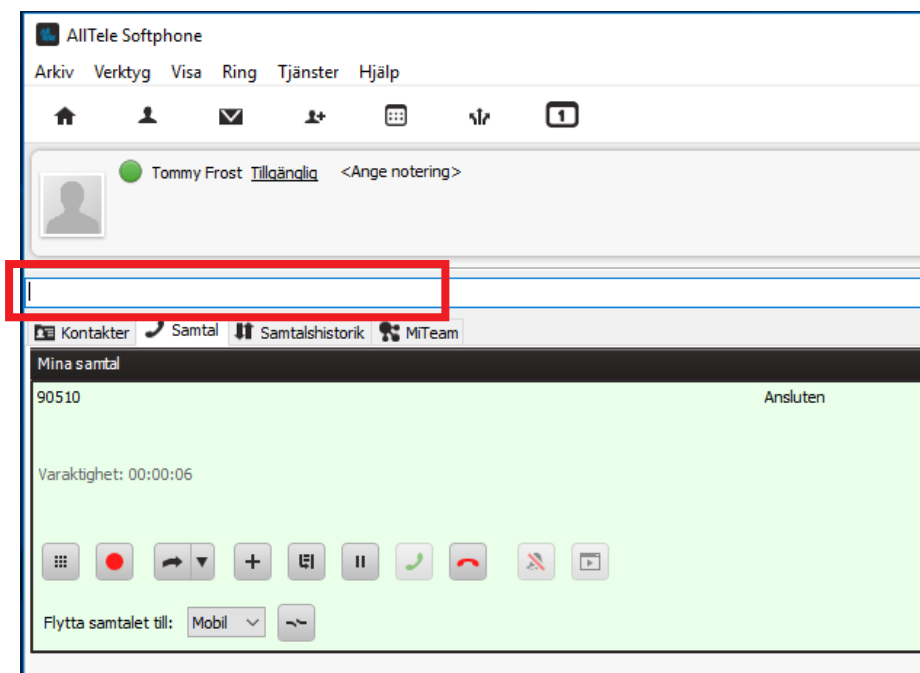 AllTele Softphone
Arkiv Verktyg Visa Ring Tjänster Hjälp
1
Tommy Frost Tillgänglig <Ange notering>
Kontakter Samtal Samtalshistorik MiTeam
Mina samtal
90510 Ansluten
Varaktighet: 00:00:06
Flytta samtalet till: Mobil